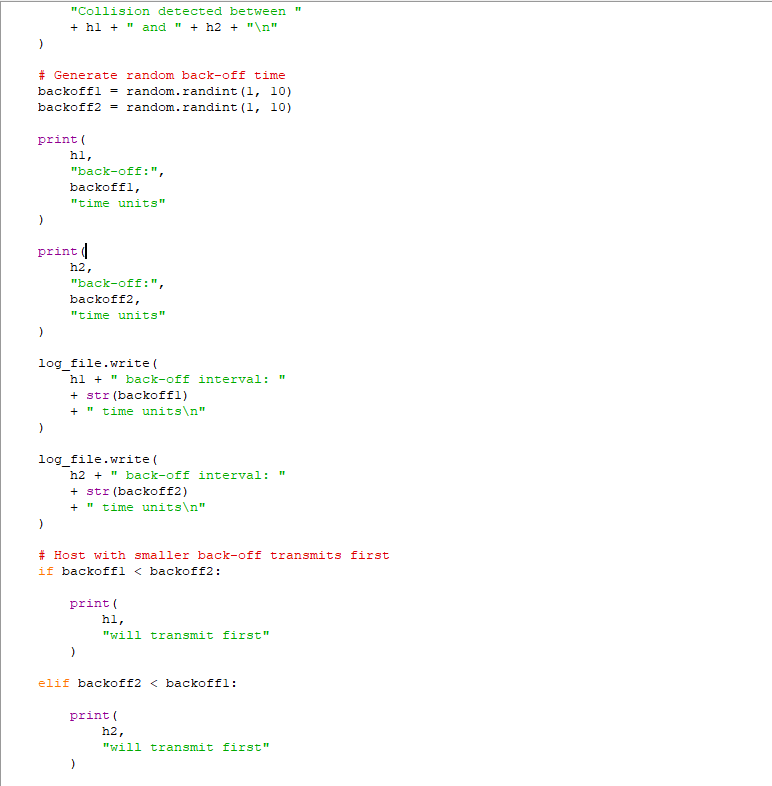 "Collision detected between "
+ h1 + " and " + h2 + "\n"
)
# Generate random back-off time
backoff1 = random.randint(1, 10)
backoff2 = random.randint(1, 10)
print(
h1,
"back-off:",
backoff1,
"time units"
)
print(
h2,
"back-off:",
backoff2,
"time units"
)
log_file.write(
h1 + " back-off interval: "
+ str(backoff1)
+ " time units\n"
)
log_file.write(
h2 + " back-off interval: "
+ str(backoff2)
+ " time units\n"
)
# Host with smaller back-off transmits first
if backoff1 < backoff2:
print(
h1,
"will transmit first"
)
elif backoff2 < backoff1:
print(
h2,
"will transmit first"
)